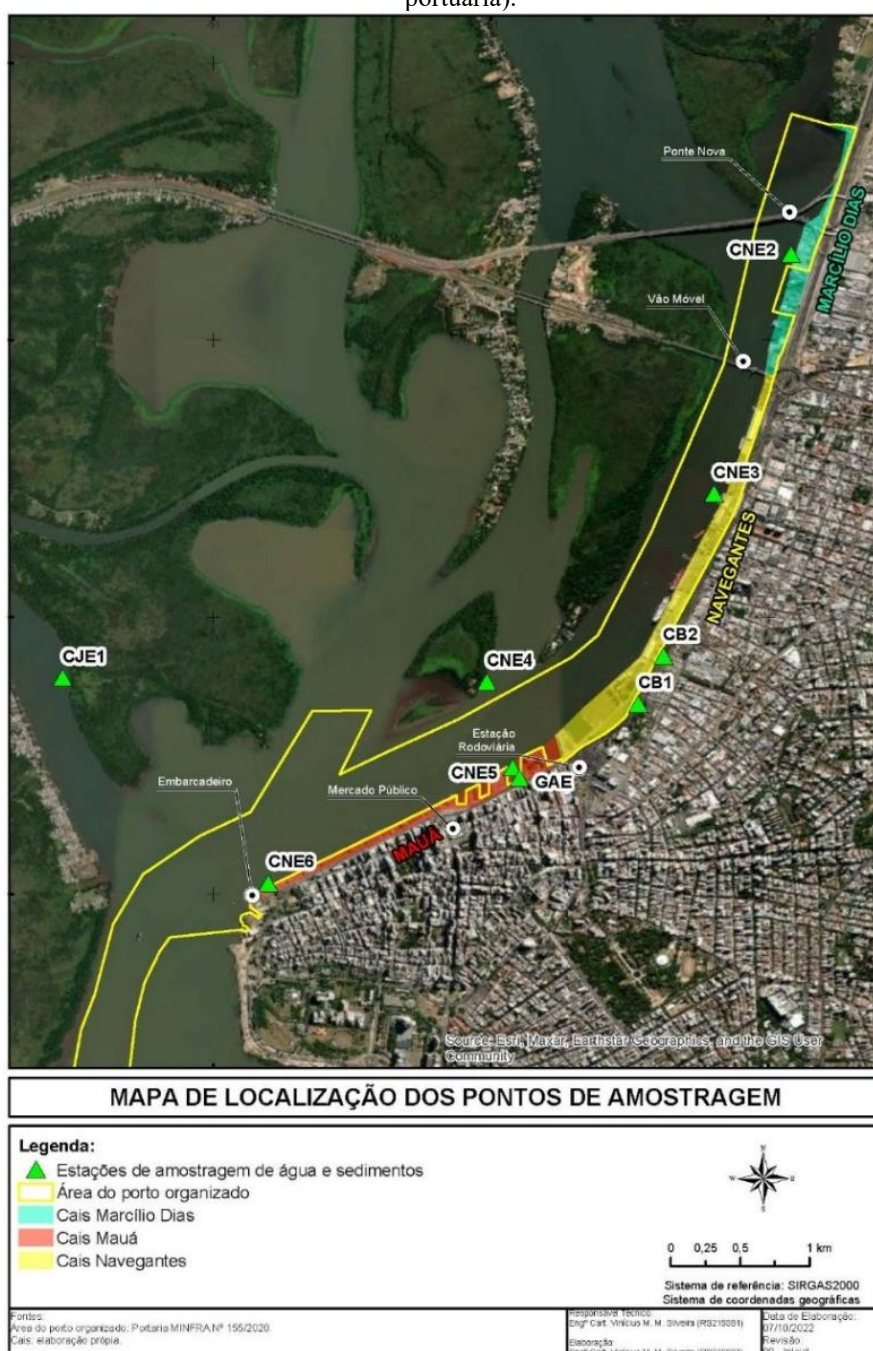 portuária).
Ponte Nova
CNE2
MARCÍLIO DIAS
Vão Móvel
CNE3
NAVEGANTES
CJE1
CNE4
CB2
CB1
Estação
Rodoviária
Embarcadeiro
Mercado Público
CNE5
GAE
MAUÁ
CNE6
Source: Esri, Maxar, Earthstar Geographics, and the GIS User
Community
MAPA DE LOCALIZAÇÃO DOS PONTOS DE AMOSTRAGEM
Legenda:
Estações de amostragem de água e sedimentos
Área do porto organizado
Cais Marcílio Dias
Cais Mauá
Cais Navegantes
N
W E
S
0 0,25 0,5 1 km
Sistema de referência: SIRGAS2000
Sistema de coordenadas geográficas
Fontes:
Área do porto organizado: Portaria MINFRA Nº 155/2020.
Cais: elaboração própia.
Responsável Técnico:
Engº Cart. Vinícius M. M. Silveira
Elaboração:
Data de Elaboração:
07/10/2022
Revisão: